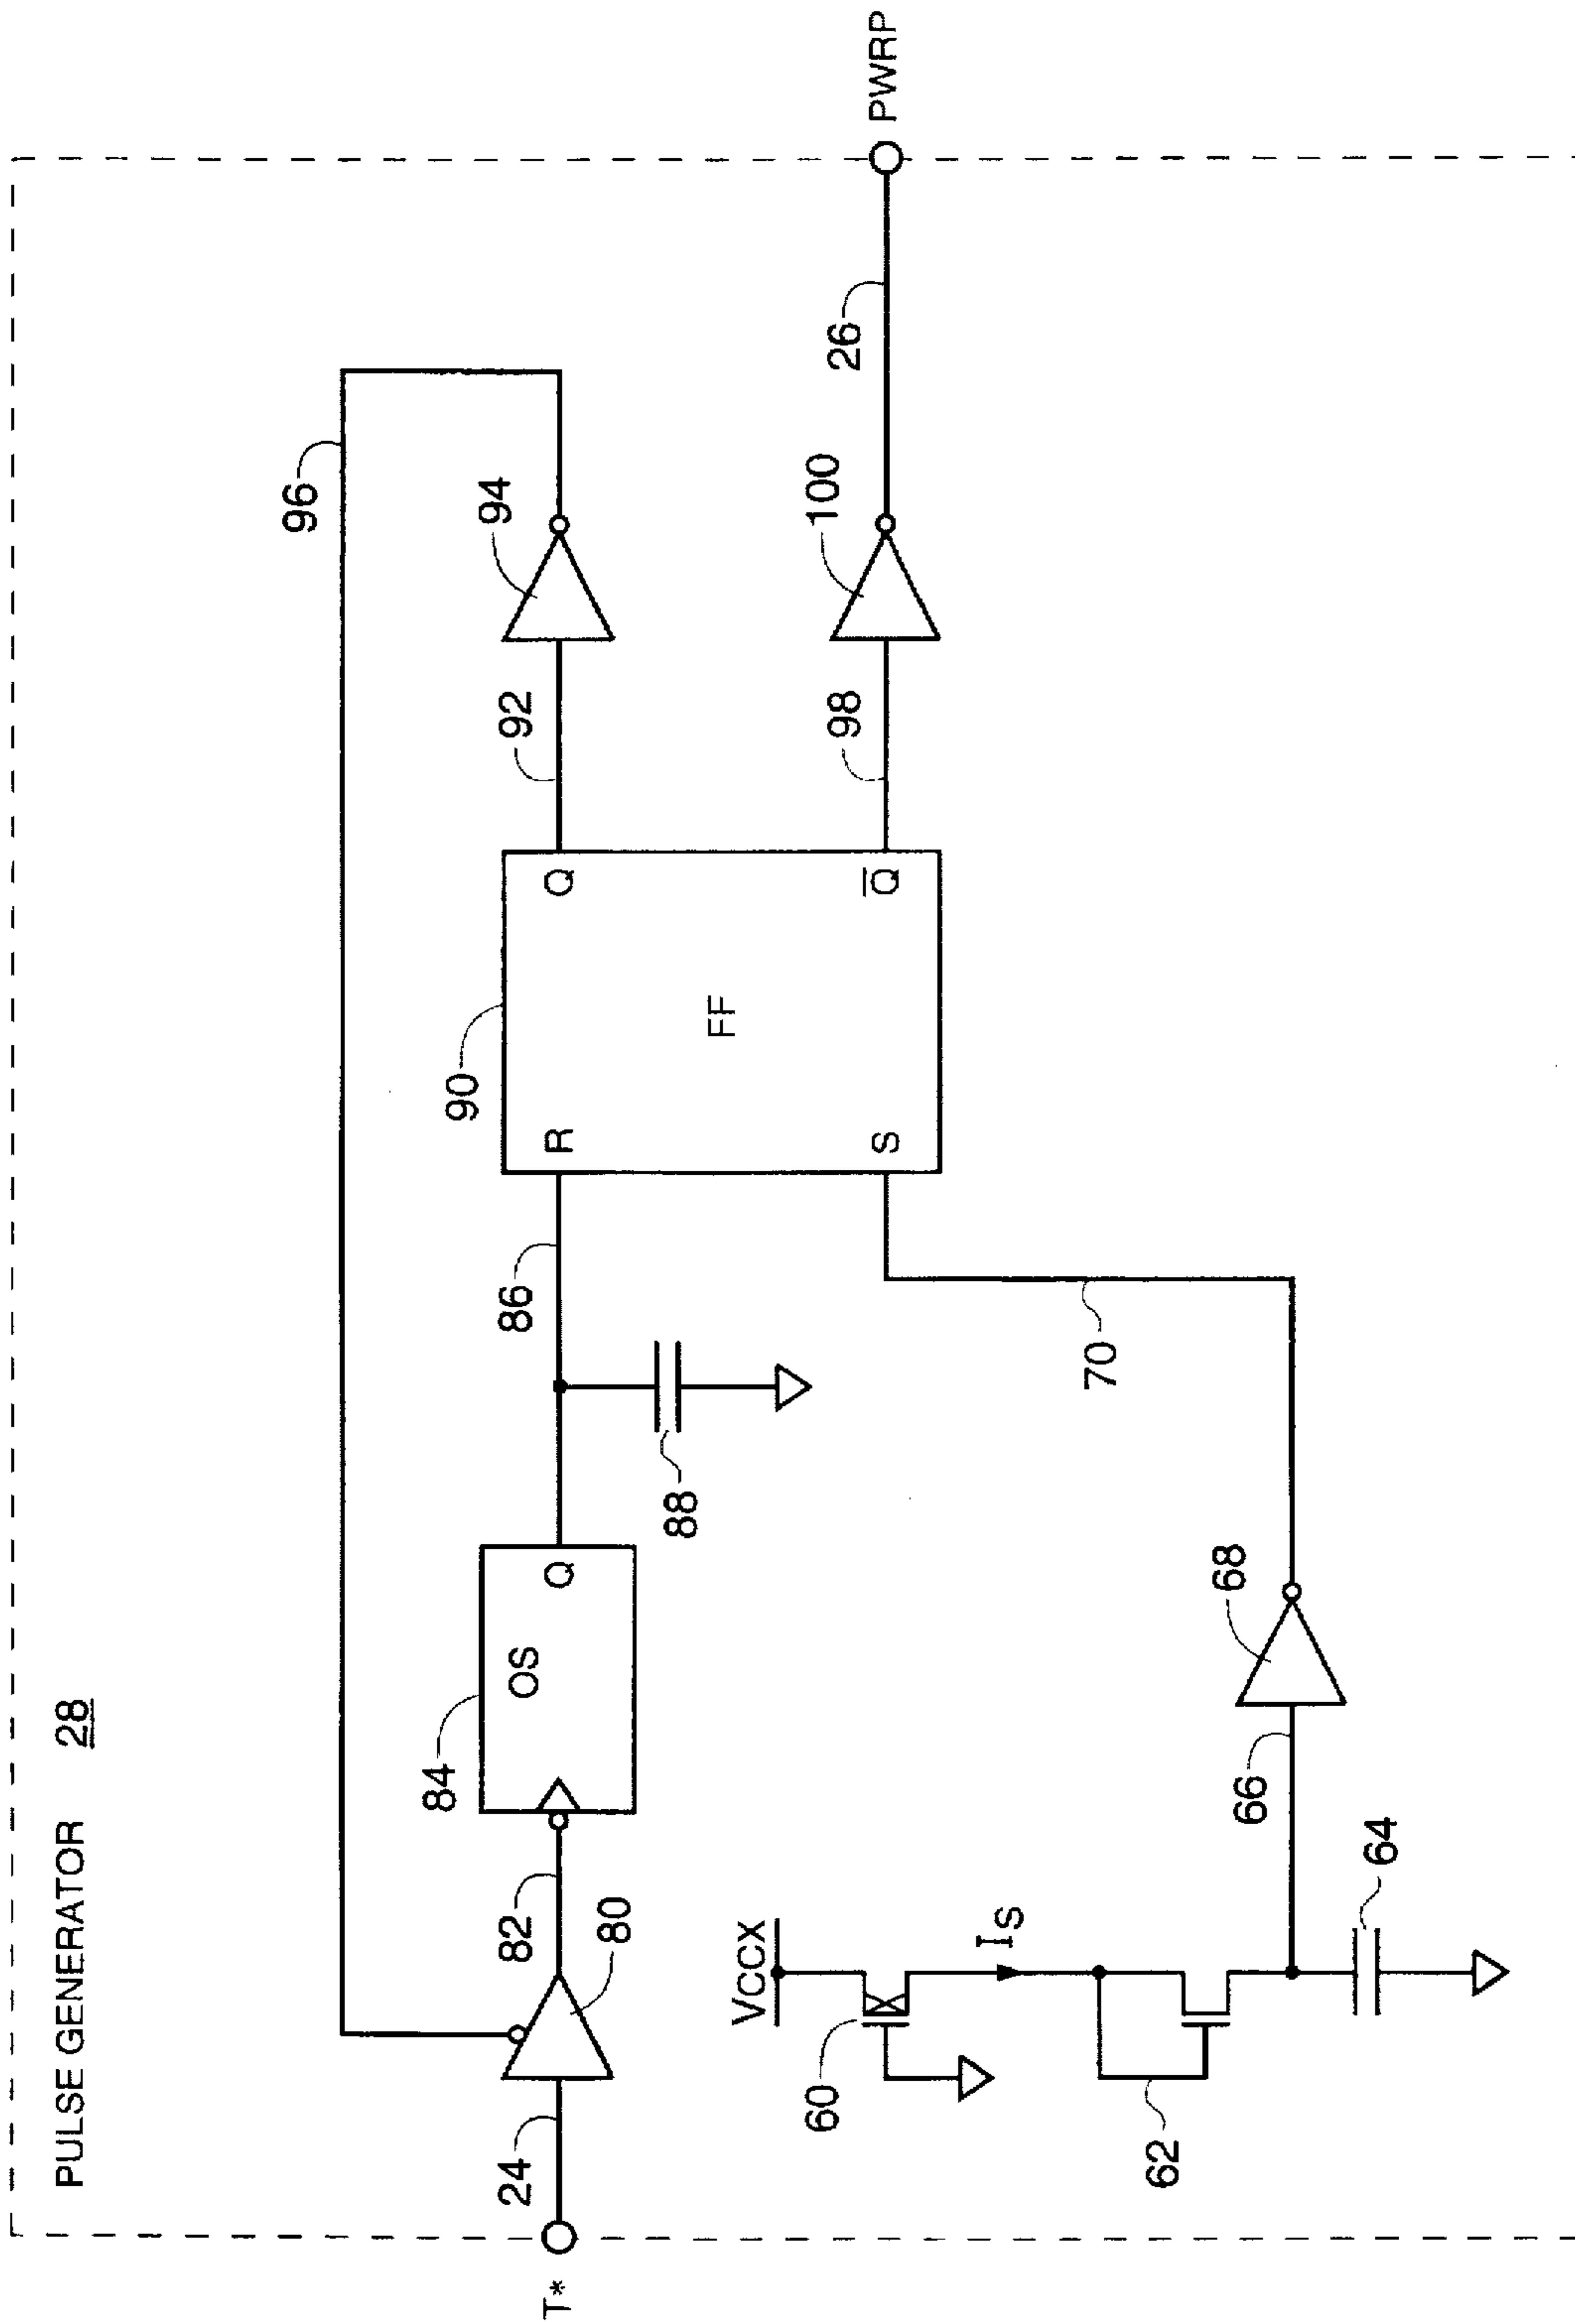 PULSE GENERATOR 28
96
94
92
90
86
84
82
80
24
T*
OS
Q
88
R
Q
FF
S
Q̅
98
100
26
PWRP
VCCX
60
IS
62
64
66
68
70